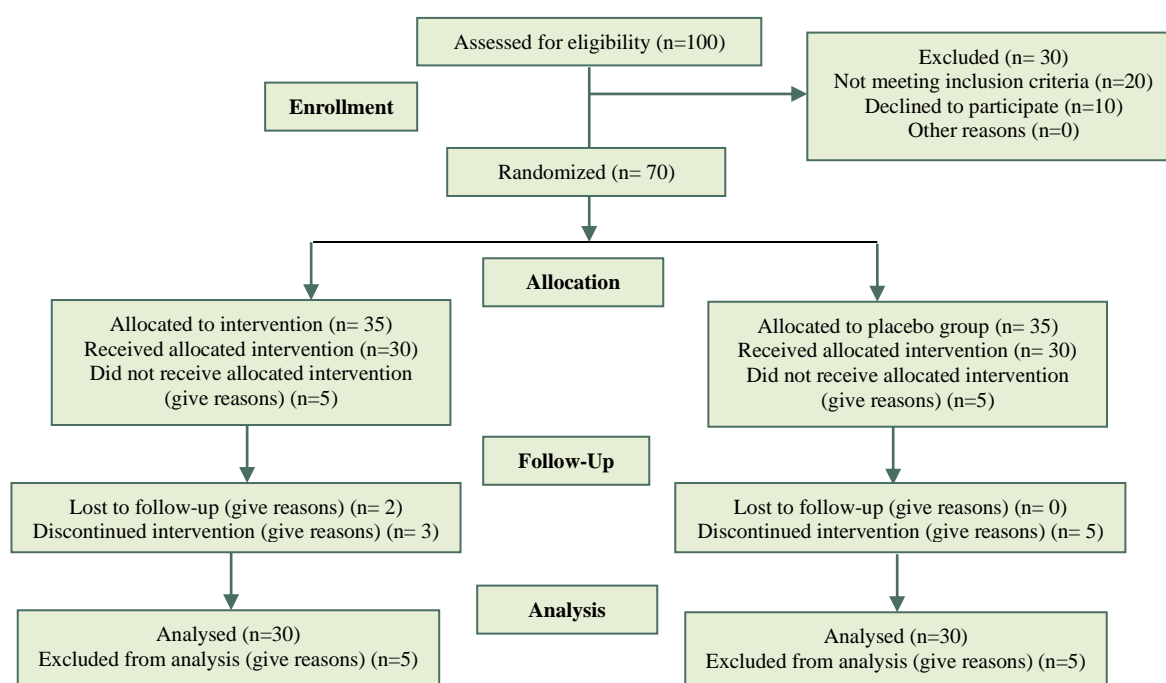 Assessed for eligibility (n=100)
Excluded (n= 30)
Not meeting inclusion criteria (n=20)
Declined to participate (n=10)
Other reasons (n=0)
Enrollment
Randomized (n= 70)
Allocation
Allocated to intervention (n= 35)
Received allocated intervention (n=30)
Did not receive allocated intervention
(give reasons) (n=5)
Allocated to placebo group (n= 35)
Received allocated intervention (n= 30)
Did not receive allocated intervention
(give reasons) (n=5)
Follow-Up
Lost to follow-up (give reasons) (n= 2)
Discontinued intervention (give reasons) (n= 3)
Lost to follow-up (give reasons) (n= 0)
Discontinued intervention (give reasons) (n= 5)
Analysis
Analysed (n=30)
Excluded from analysis (give reasons) (n=5)
Analysed (n=30)
Excluded from analysis (give reasons) (n=5)